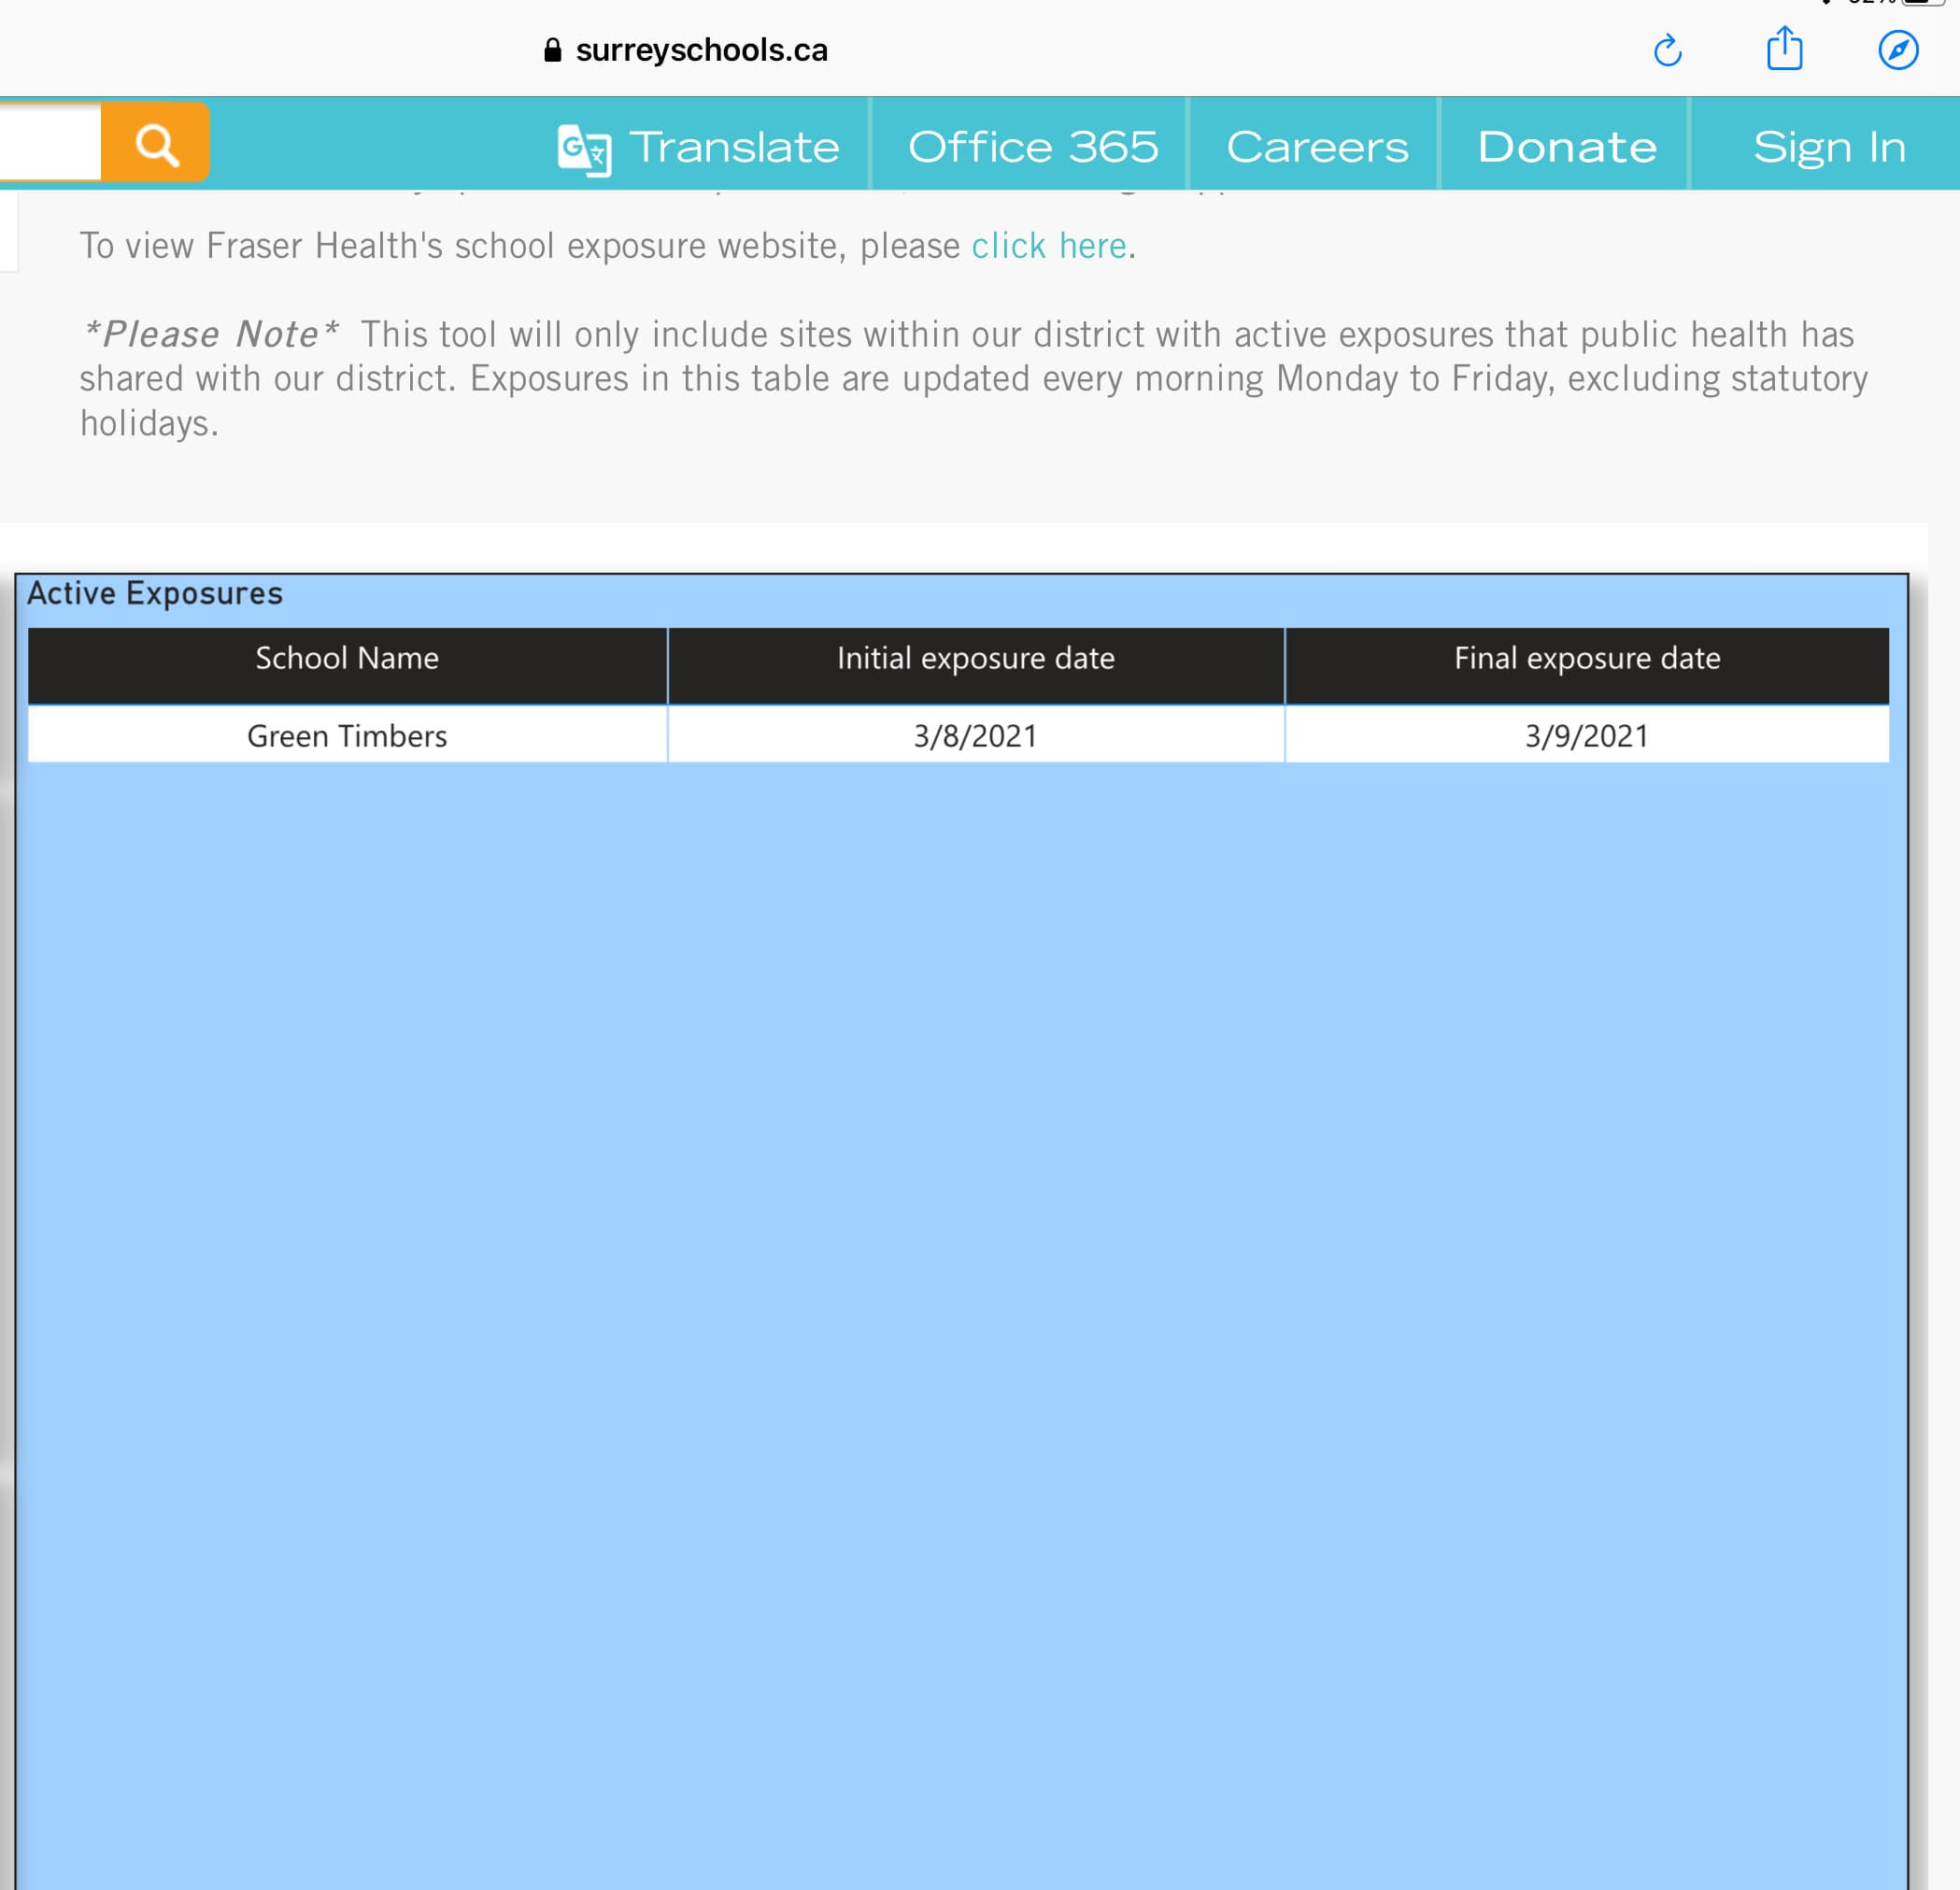 surreyschools.ca
Translate Office 365 Careers Donate Sign In
To view Fraser Health's school exposure website, please click here.
*Please Note* This tool will only include sites within our district with active exposures that public health has
shared with our district. Exposures in this table are updated every morning Monday to Friday, excluding statutory
holidays.
Active Exposures
School Name Initial exposure date Final exposure date
Green Timbers 3/8/2021 3/9/2021